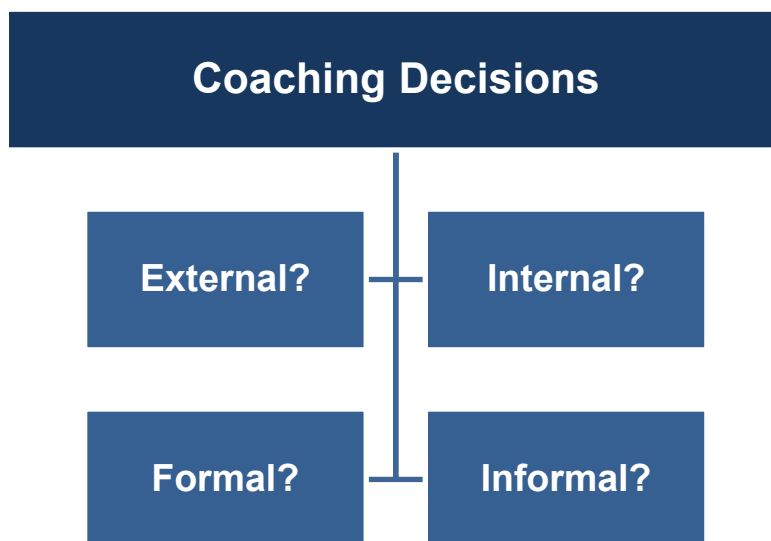 Coaching Decisions
External?
Internal?
Formal?
Informal?